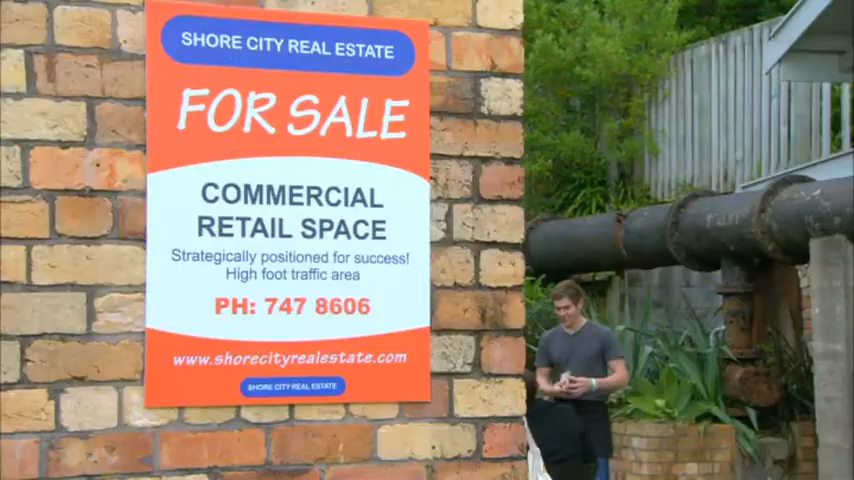 SHORE CITY REAL ESTATE
FOR SALE
COMMERCIAL
RETAIL SPACE
Strategically positioned for success!
High foot traffic area
PH: 747 8606
www.shorecityrealestate.com
SHORE CITY REAL ESTATE